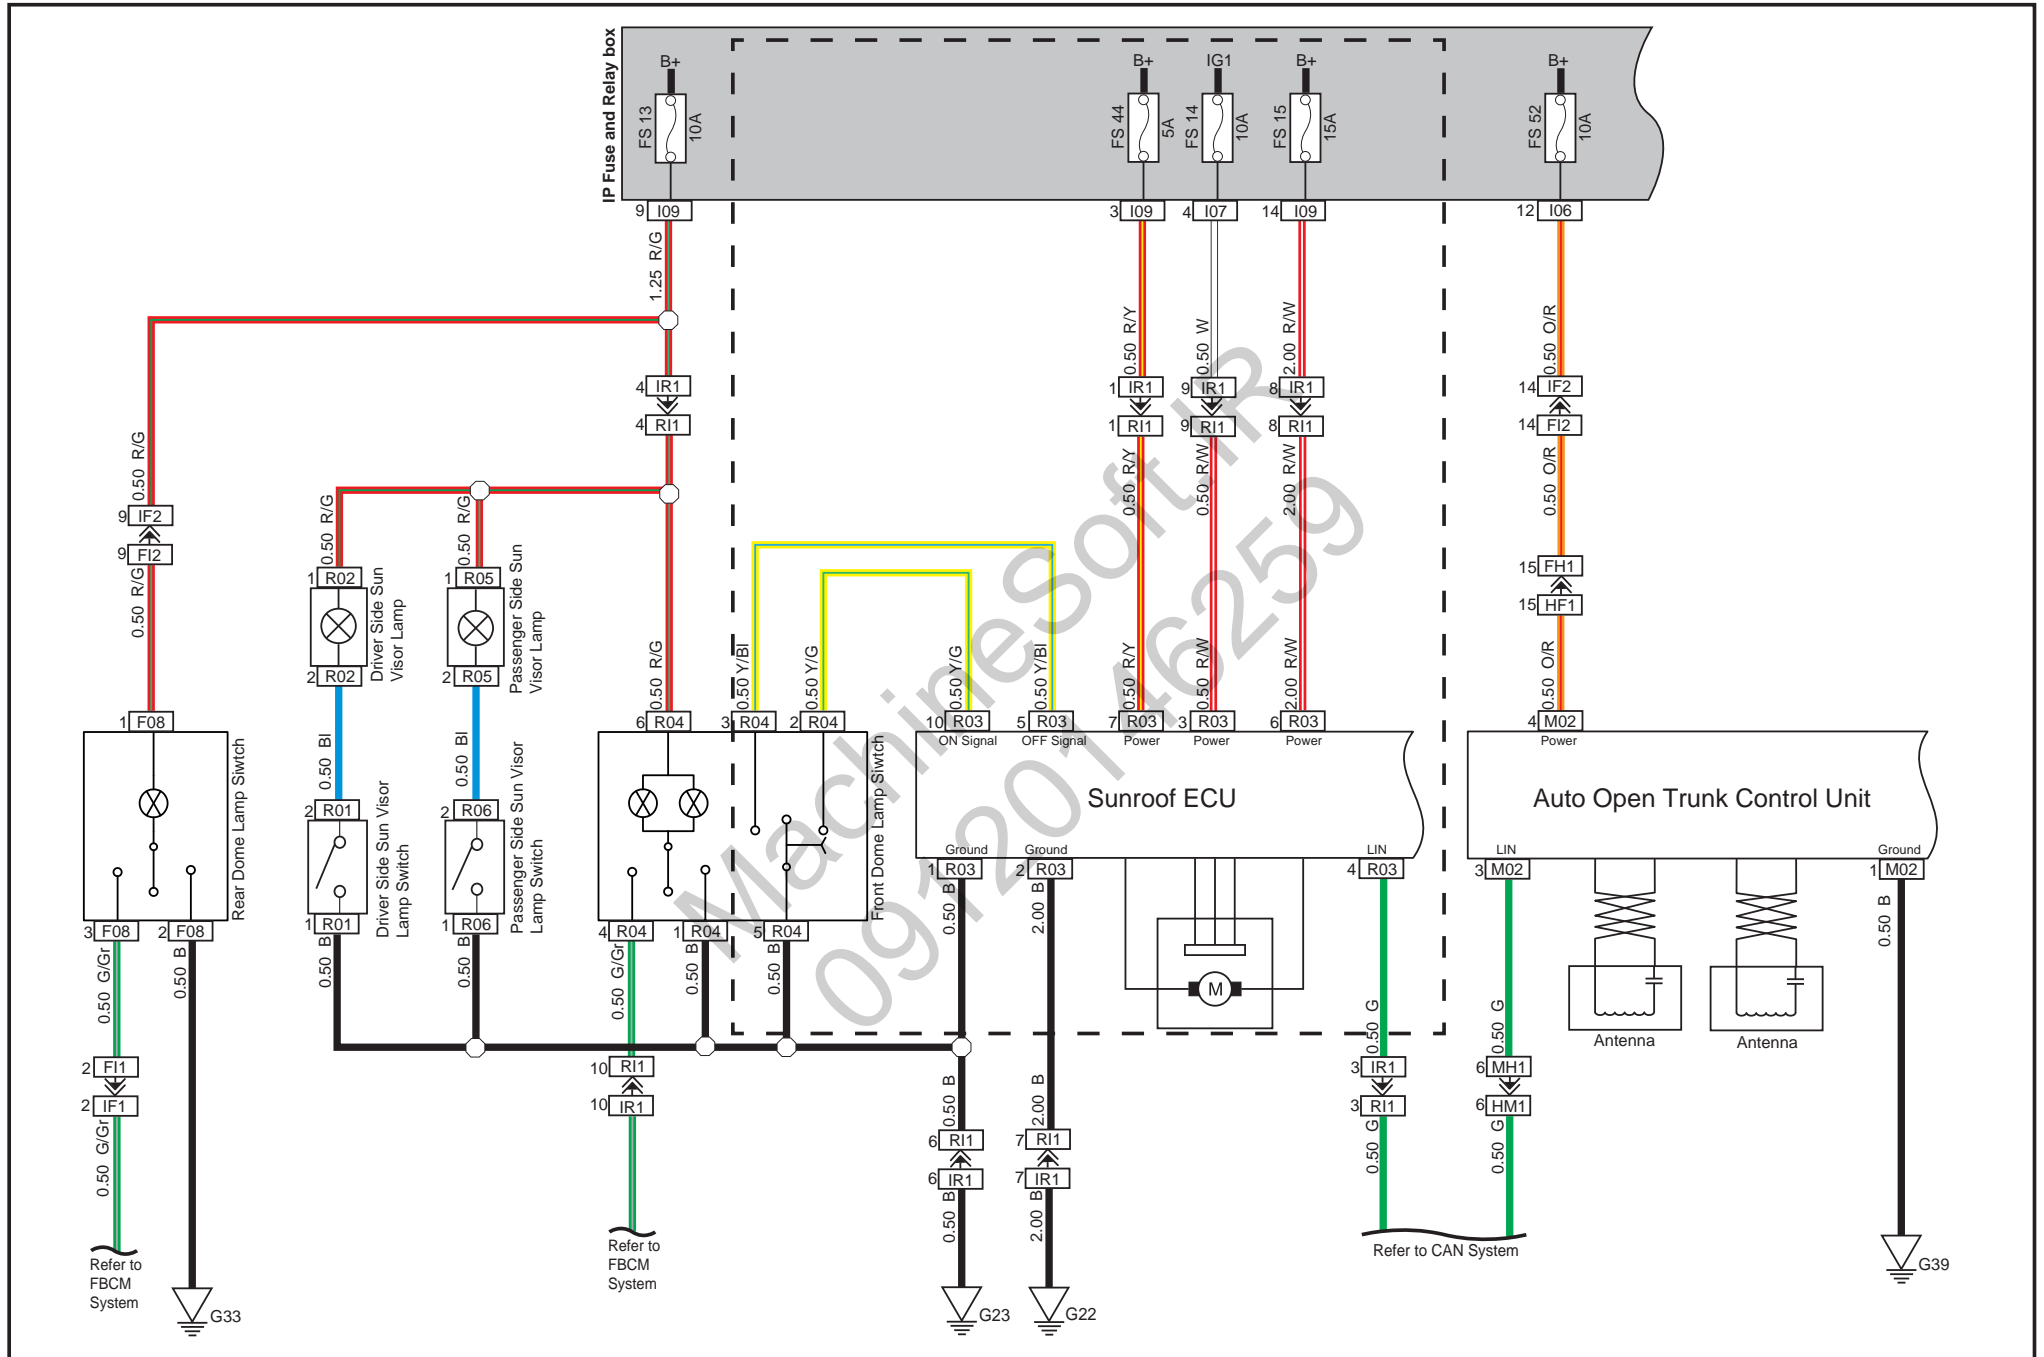 IP Fuse and Relay box
B+ B+ IG1 B+ B+
FS 13 10A
FS 44 5A
FS 14 10A
FS 15 15A
FS 52 10A
9 I09
3 I09
4 I07
14 I09
12 I06
1.25 R/G
0.50 R/Y
0.50 W
2.00 R/W
0.50 O/R
4 IR1
1 IR1
9 IR1
8 IR1
14 IF2
4 RI1
1 RI1
9 RI1
8 RI1
14 FI2
0.50 R/G
0.50 R/Y
0.50 R/W
2.00 R/W
0.50 O/R
9 IF2
9 FI2
0.50 R/G
0.50 R/G
0.50 R/G
15 FH1
15 HF1
1 R02
Driver Side Sun
Visor Lamp
2 R02
1 R05
Passenger Side Sun
Visor Lamp
2 R05
0.50 R/G
0.50 Y/Bl
0.50 Y/G
0.50 Y/G
0.50 Y/Bl
0.50 R/Y
0.50 R/W
2.00 R/W
0.50 O/R
1 F08
6 R04
3 R04
2 R04
10 R03
5 R03
7 R03
3 R03
6 R03
4 M02
ON Signal
OFF Signal
Power
Power
Power
Power
0.50 Bl
0.50 Bl
Rear Dome Lamp Siwtch
2 R01
Driver Side Sun Visor
Lamp Switch
1 R01
2 R06
Passenger Side Sun Visor
Lamp Switch
1 R06
Front Dome Lamp Siwtch
Sunroof ECU
Auto Open Trunk Control Unit
Ground
Ground
LIN
LIN
Ground
1 R03
2 R03
4 R03
3 M02
1 M02
3 F08
2 F08
4 R04
1 R04
5 R04
0.50 G/Gr
0.50 B
0.50 B
0.50 B
0.50 G/Gr
0.50 B
0.50 B
0.50 B
2.00 B
0.50 B
M
Antenna
Antenna
0.50 G
0.50 G
2 FI1
2 IF1
10 RI1
10 IR1
3 IR1
3 RI1
6 MH1
6 HM1
0.50 B
2.00 B
6 RI1
6 IR1
7 RI1
7 IR1
0.50 G/Gr
0.50 B
2.00 B
0.50 G
0.50 G
Refer to
FBCM
System
Refer to
FBCM
System
Refer to CAN System
G33
G23
G22
G39
MachineSoft.IR
09120146259